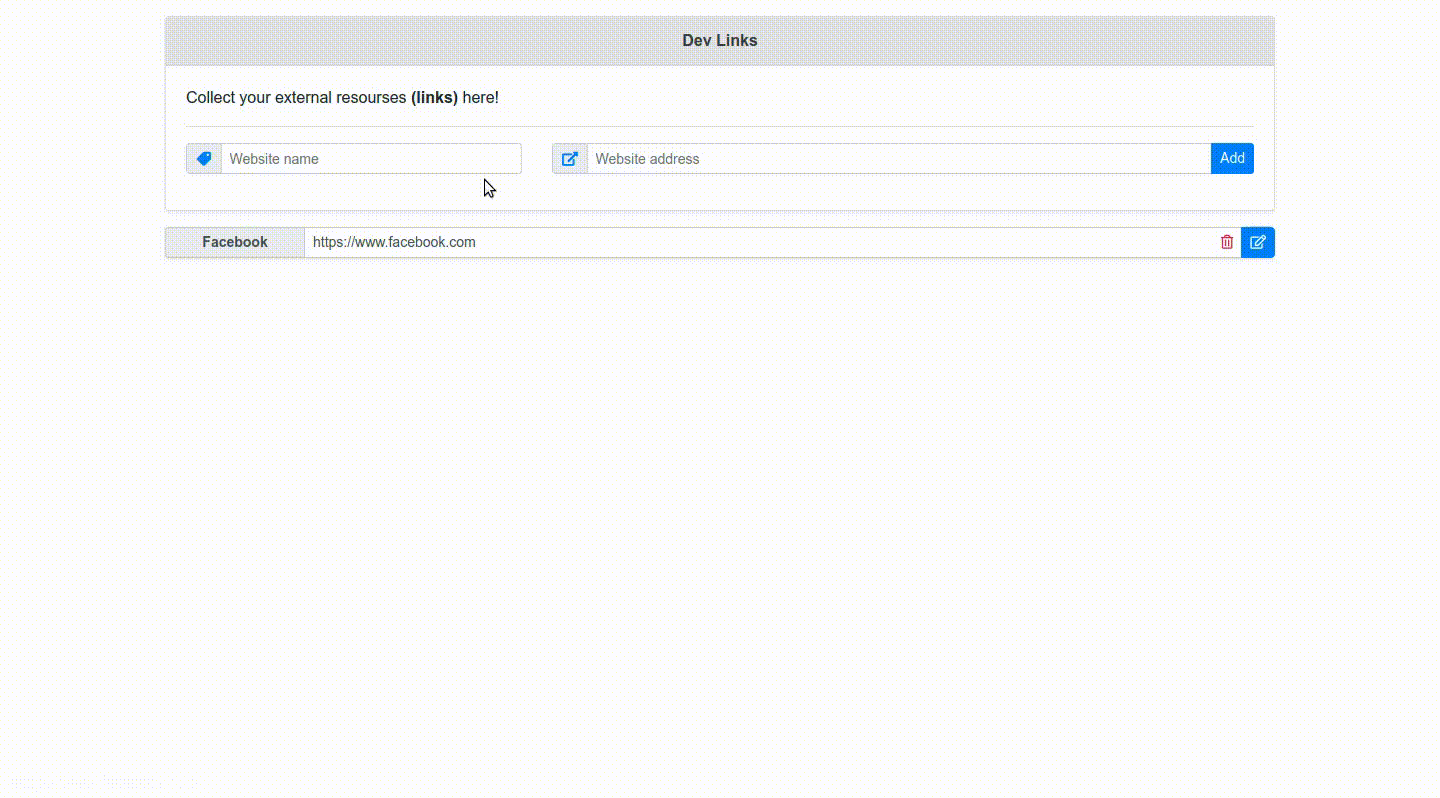 Dev Links
Collect your external resourses (links) here!
Website name
Website address
Add
Facebook
https://www.facebook.com